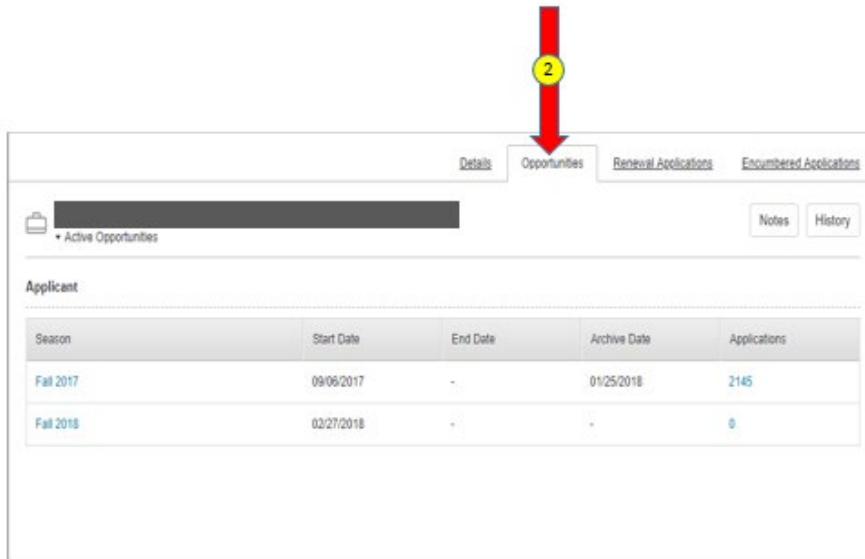 2
Details Opportunities Renewal Applications Encumbered Applications
Notes History
• Active Opportunities
Applicant
Season Start Date End Date Archive Date Applications
Fall 2017 09/06/2017 - 01/25/2018 2145
Fall 2018 02/27/2018 - - 0